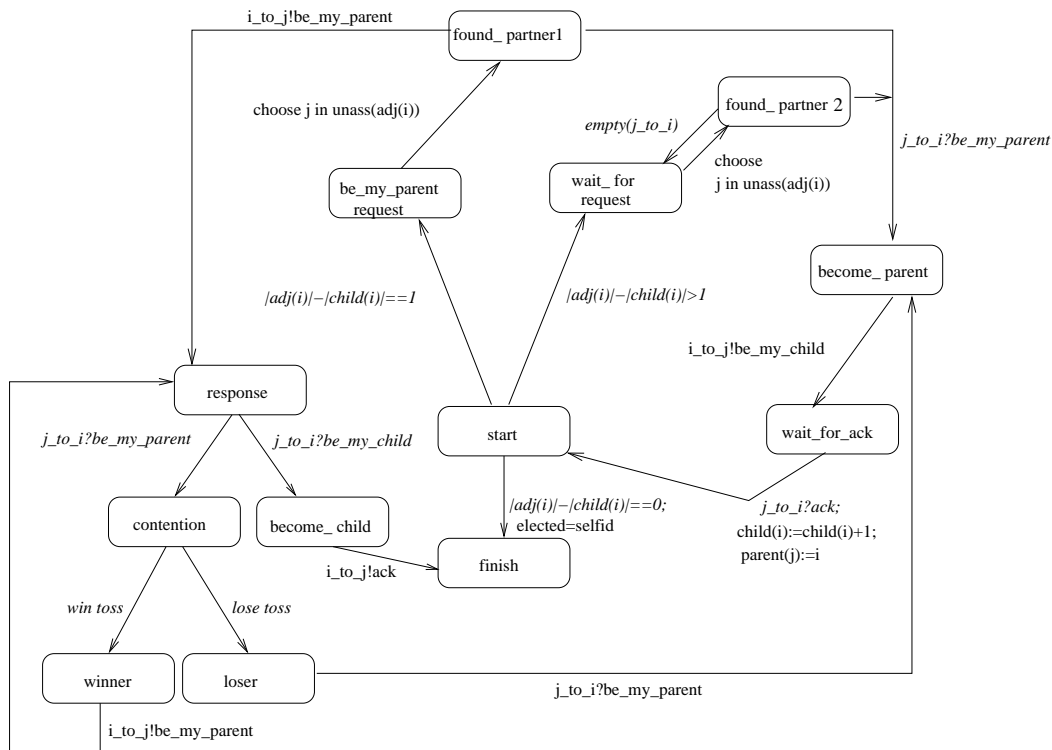 i_to_j!be_my_parent
found_ partner1
found_ partner 2
choose j in unass(adj(i))
empty(j_to_i)
j_to_i?be_my_parent
choose
j in unass(adj(i))
be_my_parent
request
wait_ for
request
become_ parent
|adj(i)|−|child(i)|==1
|adj(i)|−|child(i)|>1
i_to_j!be_my_child
response
start
wait_for_ack
j_to_i?be_my_parent
j_to_i?be_my_child
|adj(i)|−|child(i)|==0;
elected=selfid
j_to_i?ack;
child(i):=child(i)+1;
parent(j):=i
contention
become_ child
i_to_j!ack
finish
win toss
lose toss
winner
loser
j_to_i?be_my_parent
i_to_j!be_my_parent